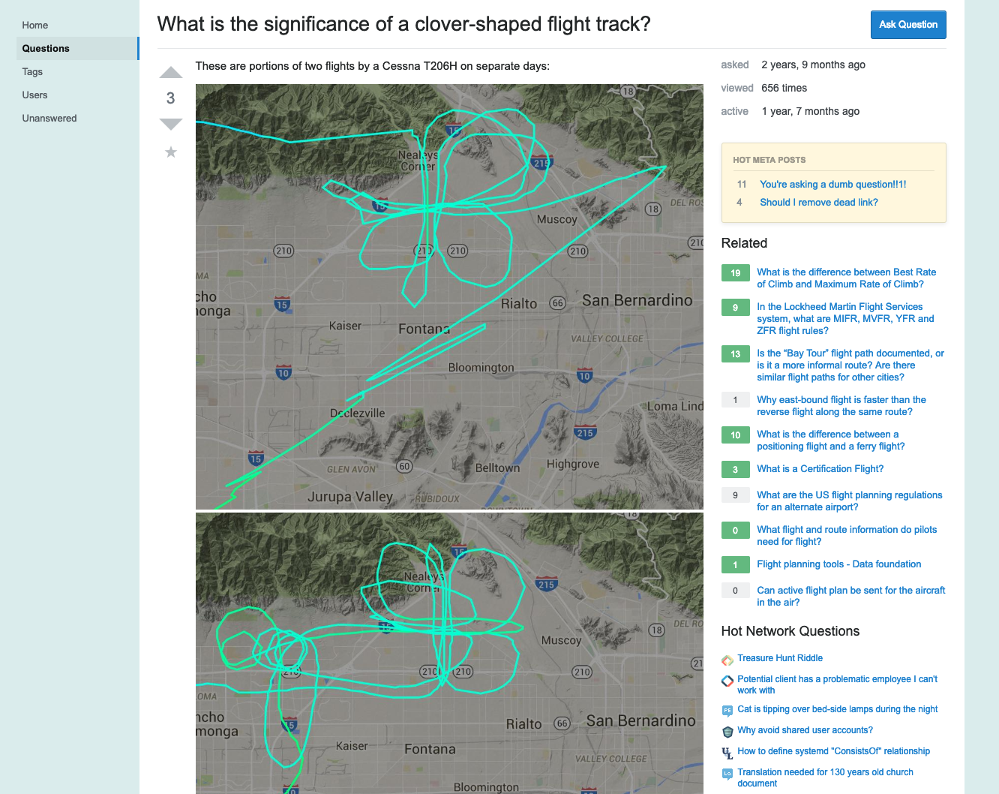 Home
Questions
Tags
Users
Unanswered
What is the significance of a clover-shaped flight track?
Ask Question
3
These are portions of two flights by a Cessna T206H on separate days:
18
15
Nealeys
Corner
215
15
18
DEL ROS
Muscoy
210
210
210
210
210
MA
cho
onga
15
Rialto
66
San Bernardino
Kaiser
Fontana
VALLEY COLLEGE
10
Bloomington
10
Declezville
Loma Lind
215
15
GLEN AVON
60
Belltown
Highgrove
Jurupa Valley
RUBIDOUX
DOWNTOWN
18
15
Nealeys
Corner
215
15
18
DEL RO
Muscoy
210
210
210
210
21
LOMA
ncho
monga
15
Rialto
66
San Bernardino
Kaiser
Fontana
VALLEY COLLEGE
10
Bloomington
10
asked 2 years, 9 months ago
viewed 656 times
active 1 year, 7 months ago
HOT META POSTS
11 You're asking a dumb question!!1!
4 Should I remove dead link?
Related
19 What is the difference between Best Rate
of Climb and Maximum Rate of Climb?
9 In the Lockheed Martin Flight Services
system, what are MIFR, MVFR, YFR and
ZFR flight rules?
13 Is the “Bay Tour” flight path documented, or
is it a more informal route? Are there
similar flight paths for other cities?
1 Why east-bound flight is faster than the
reverse flight along the same route?
10 What is the difference between a
positioning flight and a ferry flight?
3 What is a Certification Flight?
9 What are the US flight planning regulations
for an alternate airport?
0 What flight and route information do pilots
need for flight?
1 Flight planning tools - Data foundation
0 Can active flight plan be sent for the aircraft
in the air?
Hot Network Questions
Treasure Hunt Riddle
Potential client has a problematic employee I can't
work with
PE Cat is tipping over bed-side lamps during the night
Why avoid shared user accounts?
UL How to define systemd "ConsistsOf" relationship
Lo. Translation needed for 130 years old church
document